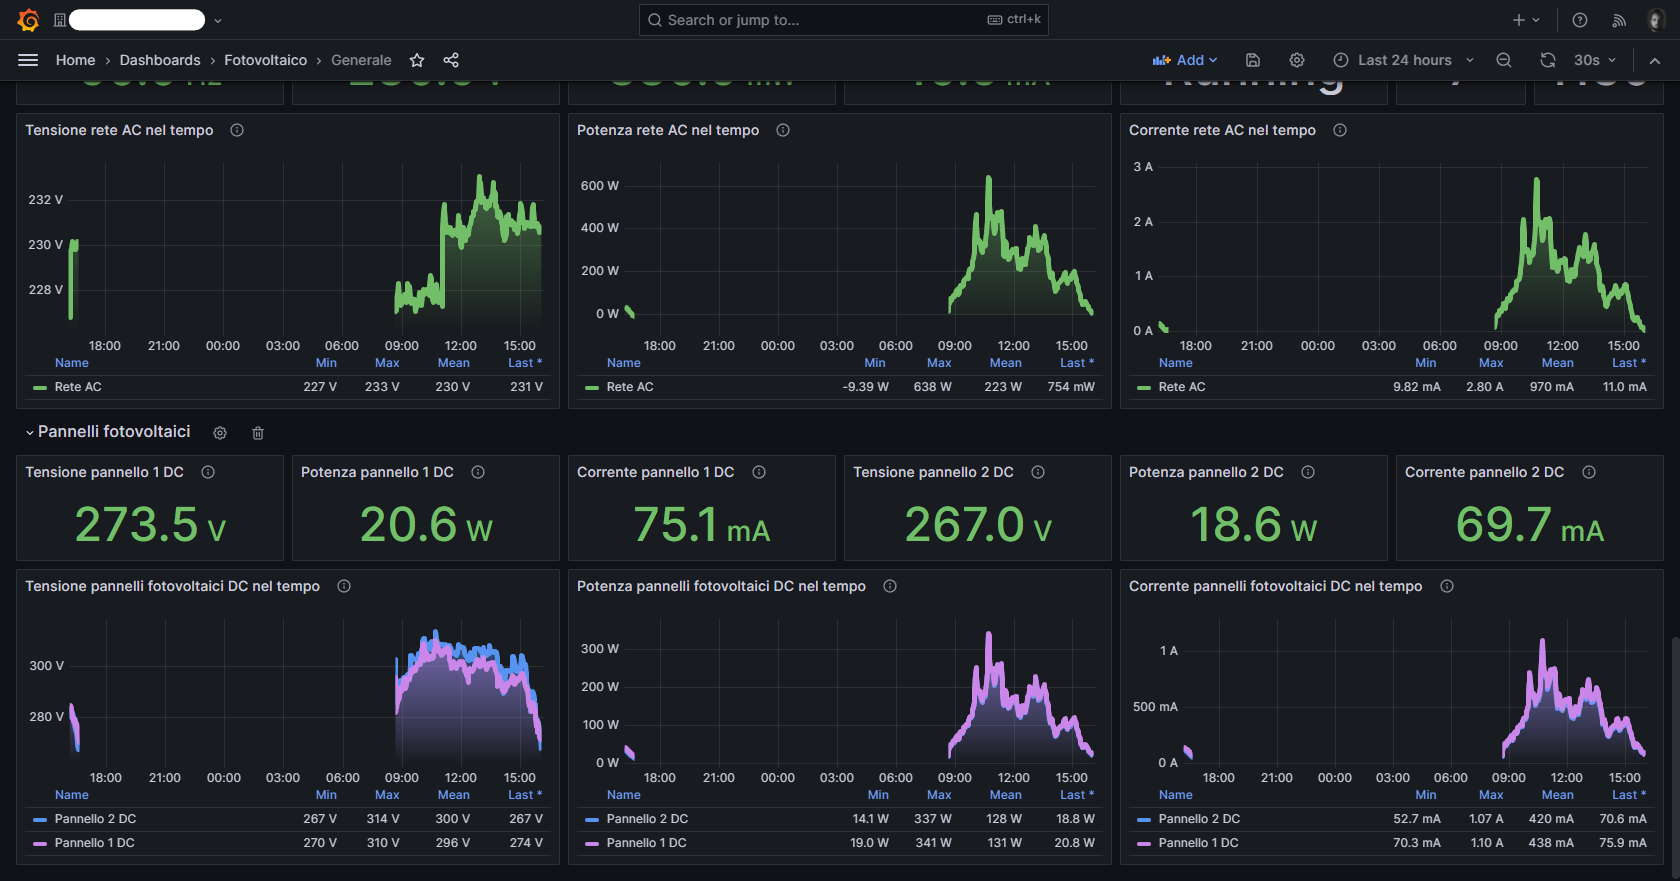 Search or jump to... ctrl+k
Home › Dashboards › Fotovoltaico › Generale Add Last 24 hours 30s
Running
Tensione rete AC nel tempo
232 V
230 V
228 V
18:00 21:00 00:00 03:00 06:00 09:00 12:00 15:00
Name Min Max Mean Last *
Rete AC 227 V 233 V 230 V 231 V
Potenza rete AC nel tempo
600 W
400 W
200 W
0 W
18:00 21:00 00:00 03:00 06:00 09:00 12:00 15:00
Name Min Max Mean Last *
Rete AC -9.39 W 638 W 223 W 754 mW
Corrente rete AC nel tempo
3 A
2 A
1 A
0 A
18:00 21:00 00:00 03:00 06:00 09:00 12:00 15:00
Name Min Max Mean Last *
Rete AC 9.82 mA 2.80 A 970 mA 11.0 mA
Pannelli fotovoltaici
Tensione pannello 1 DC
273.5 V
Potenza pannello 1 DC
20.6 W
Corrente pannello 1 DC
75.1 mA
Tensione pannello 2 DC
267.0 V
Potenza pannello 2 DC
18.6 W
Corrente pannello 2 DC
69.7 mA
Tensione pannelli fotovoltaici DC nel tempo
300 V
280 V
18:00 21:00 00:00 03:00 06:00 09:00 12:00 15:00
Name Min Max Mean Last *
Pannello 2 DC 267 V 314 V 300 V 267 V
Pannello 1 DC 270 V 310 V 296 V 274 V
Potenza pannelli fotovoltaici DC nel tempo
300 W
200 W
100 W
0 W
18:00 21:00 00:00 03:00 06:00 09:00 12:00 15:00
Name Min Max Mean Last *
Pannello 2 DC 14.1 W 337 W 128 W 18.8 W
Pannello 1 DC 19.0 W 341 W 131 W 20.8 W
Corrente pannelli fotovoltaici DC nel tempo
1 A
500 mA
0 A
18:00 21:00 00:00 03:00 06:00 09:00 12:00 15:00
Name Min Max Mean Last *
Pannello 2 DC 52.7 mA 1.07 A 420 mA 70.6 mA
Pannello 1 DC 70.3 mA 1.10 A 438 mA 75.9 mA